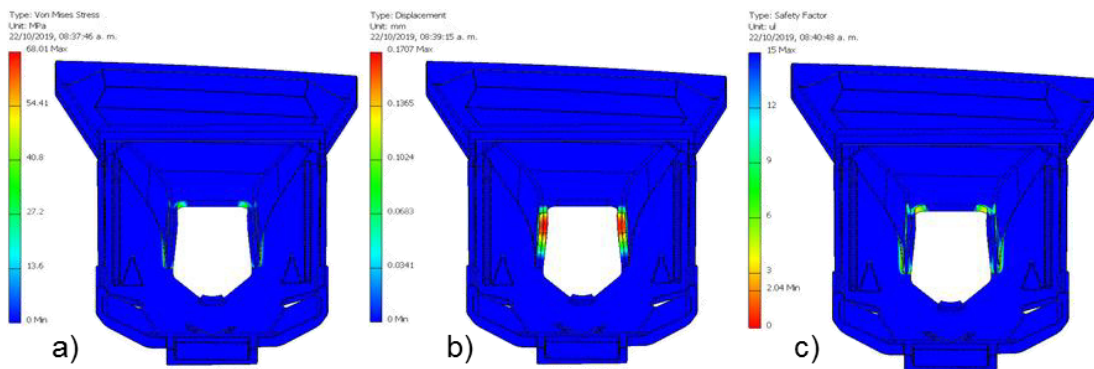 Type: Von Mises Stress
Unit: MPa
22/10/2019, 08:37:46 a. m.
68.01 Max
54.41
40.8
27.2
13.6
0 Min
a)
Type: Displacement
Unit: mm
22/10/2019, 08:39:15 a. m.
0.1707 Max
0.1365
0.1024
0.0683
0.0341
0 Min
b)
Type: Safety Factor
Unit: ul
22/10/2019, 08:40:48 a. m.
15 Max
12
9
6
3
2.04 Min
0
c)